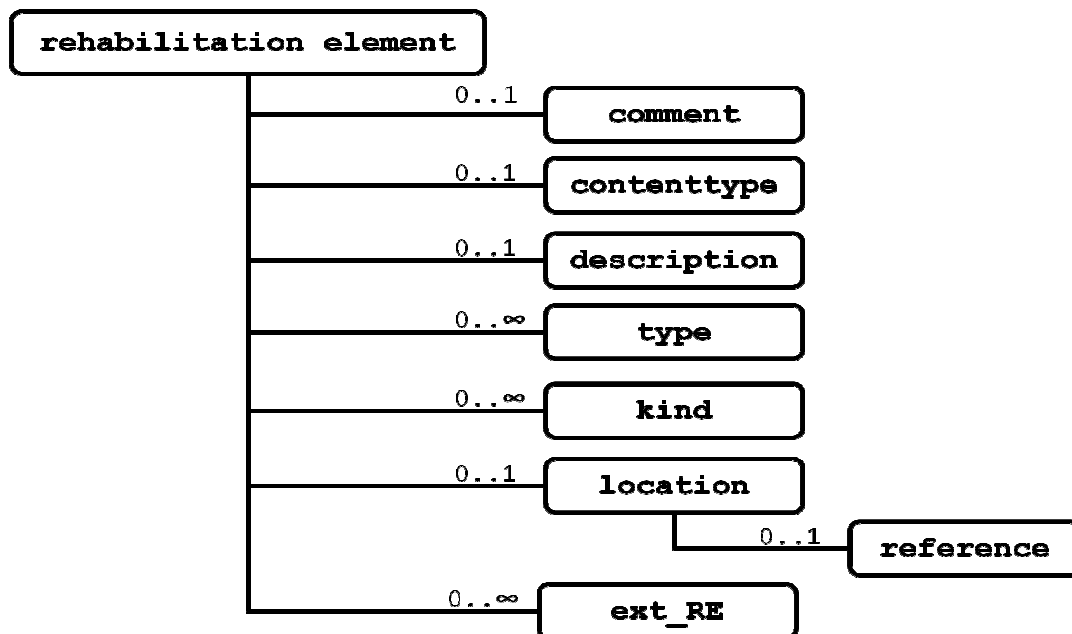 rehabilitation element
0..1
comment
0..1
contenttype
0..1
description
0..∞
type
0..∞
kind
0..1
location
0..1
reference
0..∞
ext_RE